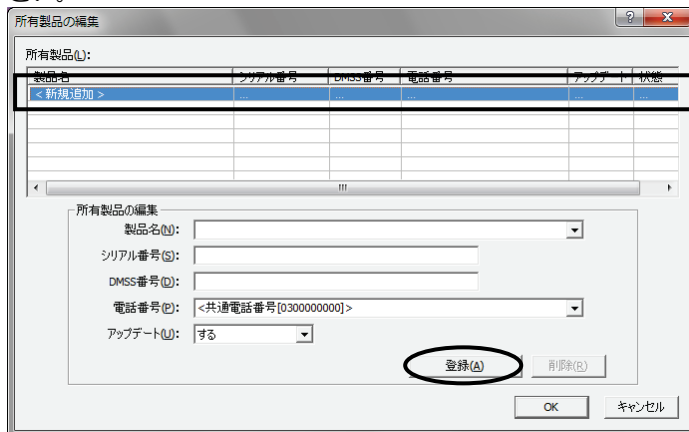 さい。
所有製品の編集
所有製品(L):
製品名 シリアル番号 DMSS番号 電話番号 アップデート 状態
<新規追加> ... ... ... ... ...
所有製品の編集
製品名(N):
シリアル番号(S):
DMSS番号(D):
電話番号(P): <共通電話番号[0300000000]>
アップデート(U): する
登録(A) 削除(R)
OK キャンセル